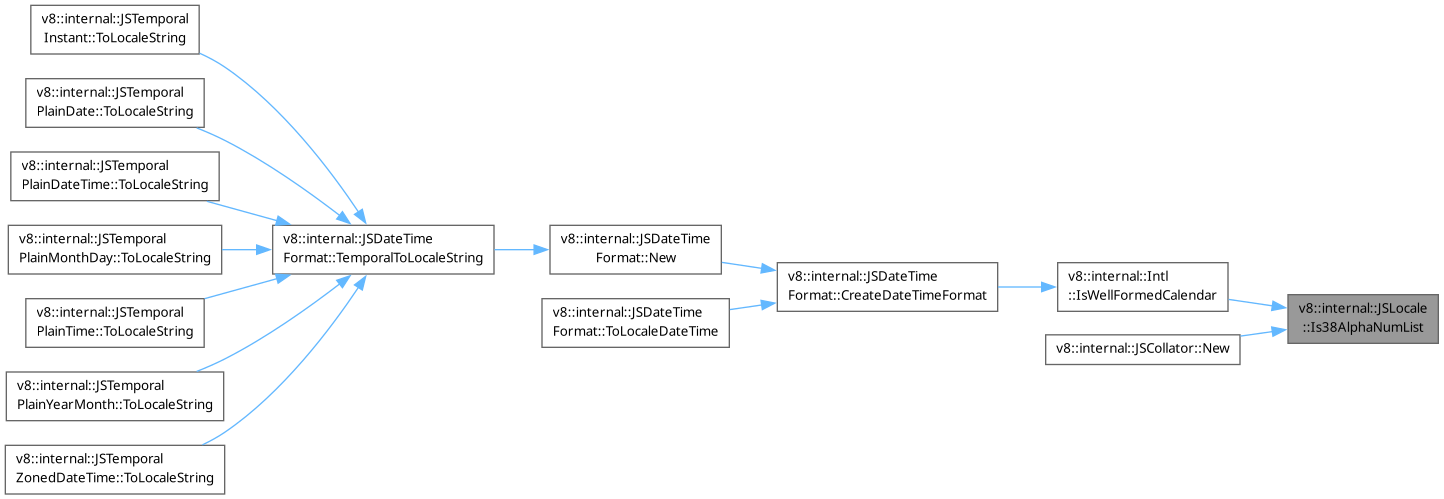 v8::internal::JSTemporal
Instant::ToLocaleString
v8::internal::JSTemporal
PlainDate::ToLocaleString
v8::internal::JSTemporal
PlainDateTime::ToLocaleString
v8::internal::JSTemporal
PlainMonthDay::ToLocaleString
v8::internal::JSTemporal
PlainTime::ToLocaleString
v8::internal::JSTemporal
PlainYearMonth::ToLocaleString
v8::internal::JSTemporal
ZonedDateTime::ToLocaleString
v8::internal::JSDateTime
Format::TemporalToLocaleString
v8::internal::JSDateTime
Format::New
v8::internal::JSDateTime
Format::ToLocaleDateTime
v8::internal::JSDateTime
Format::CreateDateTimeFormat
v8::internal::Intl
::IsWellFormedCalendar
v8::internal::JSCollator::New
v8::internal::JSLocale
::Is38AlphaNumList